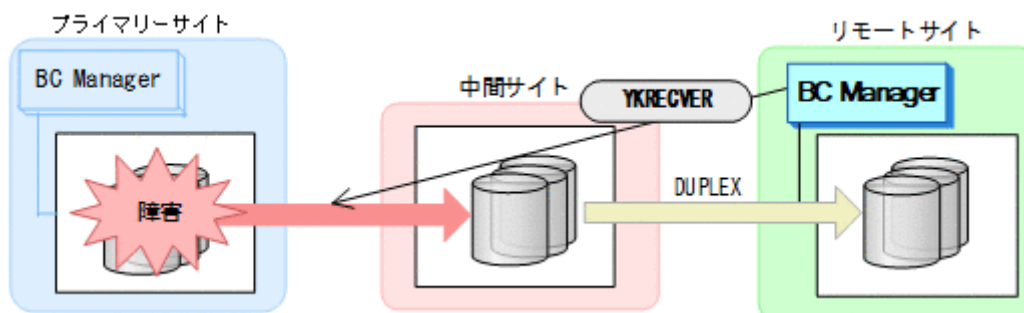 プライマリーサイト
リモートサイト
BC Manager
中間サイト
YKRECVER
BC Manager
DUPLEX
障害